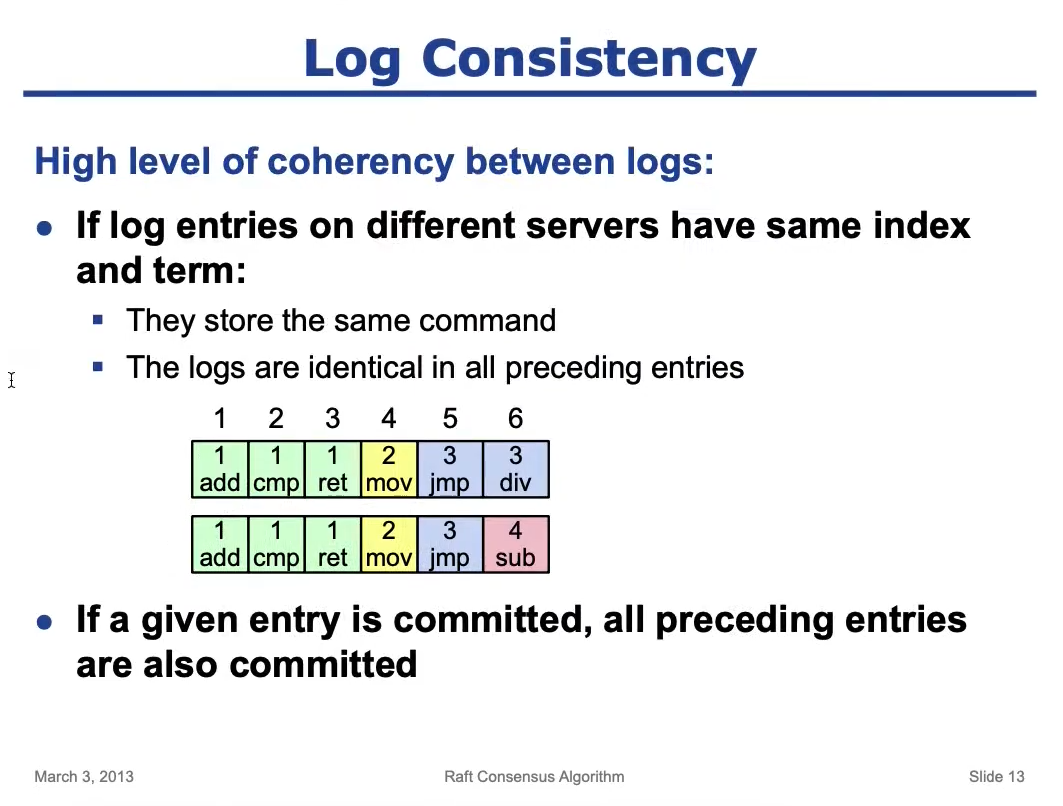 Log Consistency
High level of coherency between logs:
● If log entries on different servers have same index
and term:
▪ They store the same command
▪ The logs are identical in all preceding entries
1 2 3 4 5 6
1 1 1 2 3 3
add cmp ret mov jmp div
1 1 1 2 3 4
add cmp ret mov jmp sub
● If a given entry is committed, all preceding entries
are also committed
March 3, 2013 Raft Consensus Algorithm Slide 13